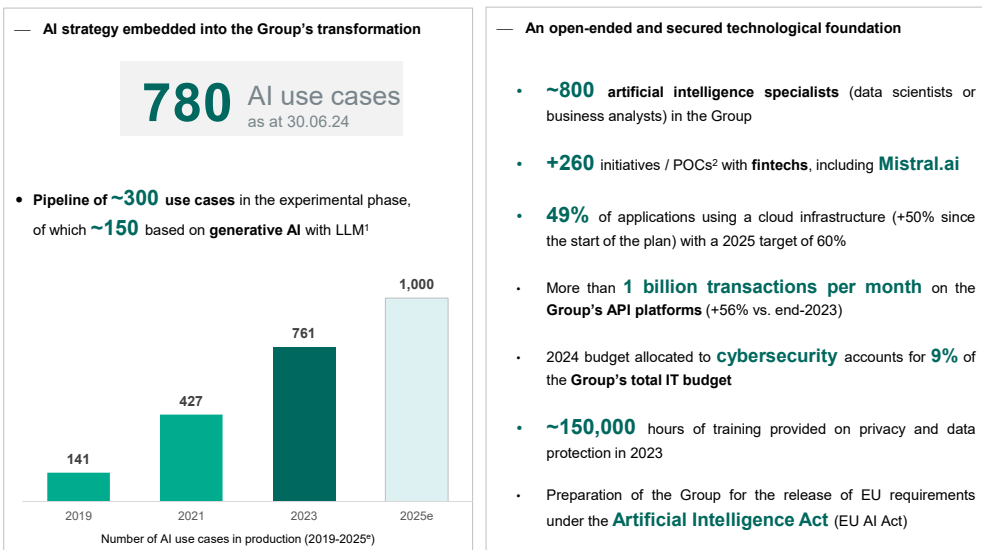 — AI strategy embedded into the Group's transformation
780 AI use cases
as at 30.06.24
• Pipeline of ~300 use cases in the experimental phase,
of which ~150 based on generative AI with LLM¹
1,000
761
427
141
2019 2021 2023 2025e
Number of AI use cases in production (2019-2025ᵉ)
— An open-ended and secured technological foundation
• ~800 artificial intelligence specialists (data scientists or
business analysts) in the Group
• +260 initiatives / POCs² with fintechs, including Mistral.ai
• 49% of applications using a cloud infrastructure (+50% since
the start of the plan) with a 2025 target of 60%
• More than 1 billion transactions per month on the
Group's API platforms (+56% vs. end-2023)
• 2024 budget allocated to cybersecurity accounts for 9% of
the Group's total IT budget
• ~150,000 hours of training provided on privacy and data
protection in 2023
• Preparation of the Group for the release of EU requirements
under the Artificial Intelligence Act (EU AI Act)